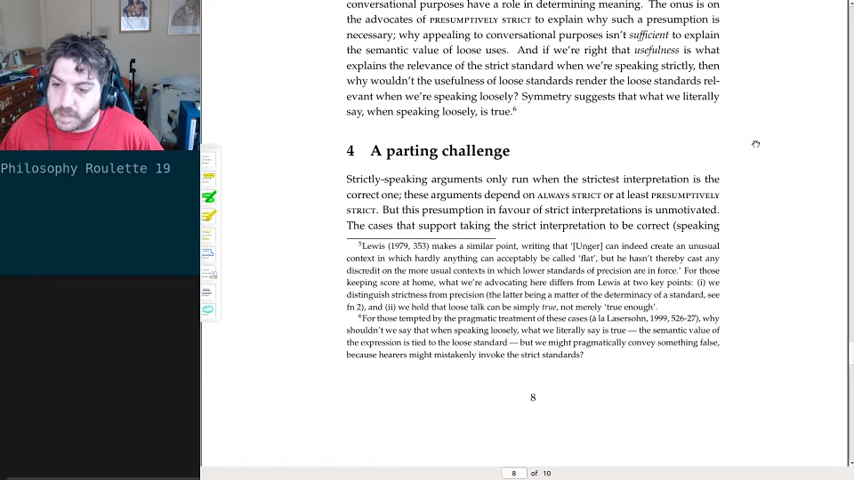 conversational purposes have a role in determining meaning. The onus is on
the advocates of PRESUMPTIVELY STRICT to explain why such a presumption is
necessary; why appealing to conversational purposes isn't sufficient to explain
the semantic value of loose uses. And if we're right that usefulness is what
explains the relevance of the strict standard when we're speaking strictly, then
why wouldn't the usefulness of loose standards render the loose standards rel-
evant when we're speaking loosely? Symmetry suggests that what we literally
say, when speaking loosely, is true.6
Philosophy Roulette 19
4 A parting challenge
Strictly-speaking arguments only run when the strictest interpretation is the
correct one; these arguments depend on ALWAYS STRICT or at least PRESUMPTIVELY
STRICT. But this presumption in favour of strict interpretations is unmotivated.
The cases that support taking the strict interpretation to be correct (speaking
5Lewis (1979, 353) makes a similar point, writing that '[Unger] can indeed create an unusual
context in which hardly anything can acceptably be called 'flat', but he hasn't thereby cast any
discredit on the more usual contexts in which lower standards of precision are in force.' For those
keeping score at home, what we're advocating here differs from Lewis at two key points: (i) we
distinguish strictness from precision (the latter being a matter of the determinacy of a standard, see
fn 2), and (ii) we hold that loose talk can be simply true, not merely 'true enough'.
6For those tempted by the pragmatic treatment of these cases (à la Lasersohn, 1999, 526-27), why
shouldn't we say that when speaking loosely, what we literally say is true — the semantic value of
the expression is tied to the loose standard — but we might pragmatically convey something false,
because hearers might mistakenly invoke the strict standards?
8
8 of 10